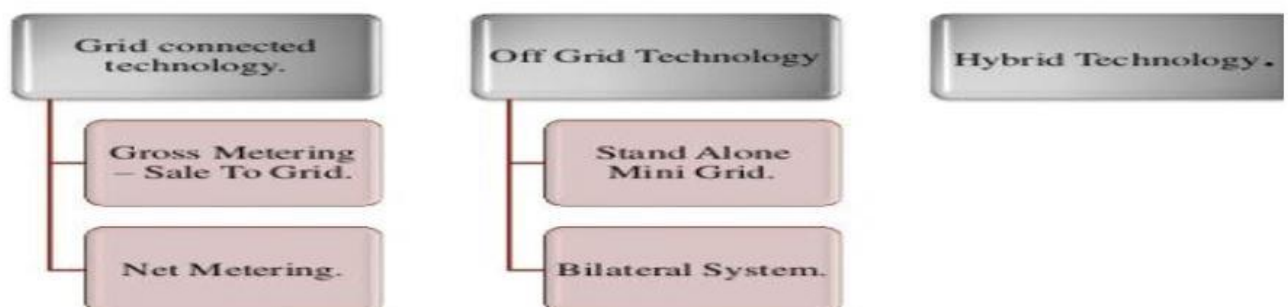 Grid connected
technology.
Gross Metering
– Sale To Grid.
Net Metering.
Off Grid Technology
Stand Alone
Mini Grid.
Bilateral System.
Hybrid Technology.